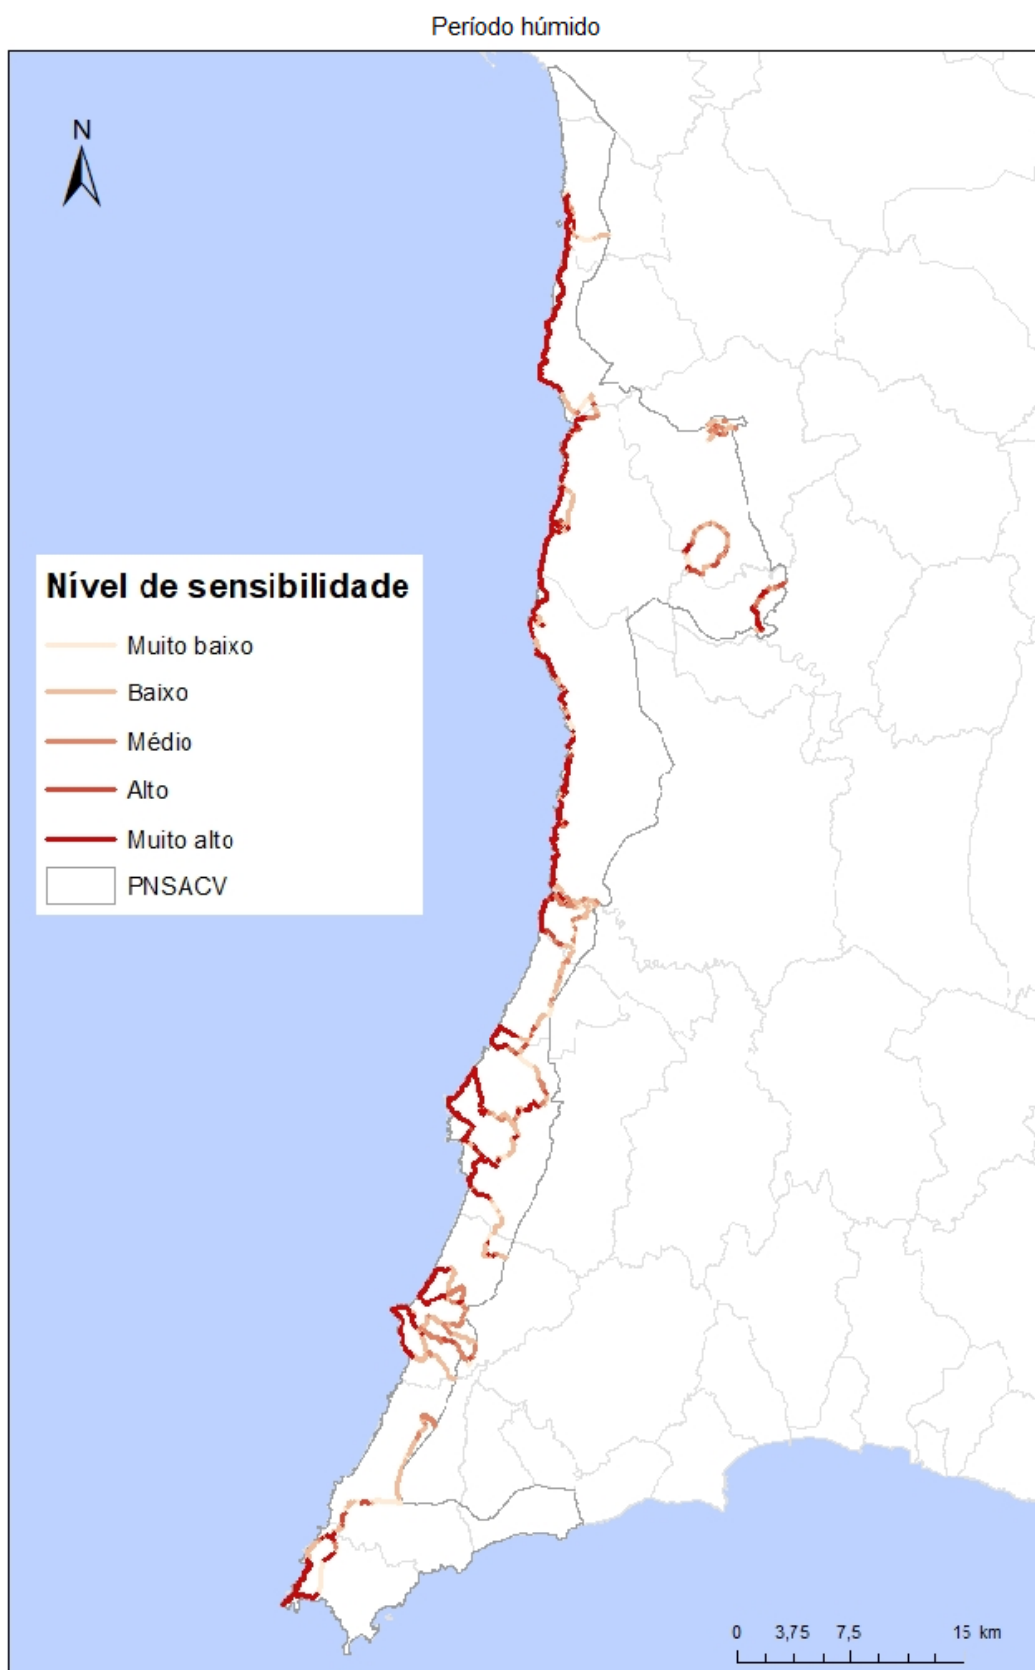 Período húmido
N
Nível de sensibilidade
Muito baixo
Baixo
Médio
Alto
Muito alto
PNSACV
0 3,75 7,5 15 km